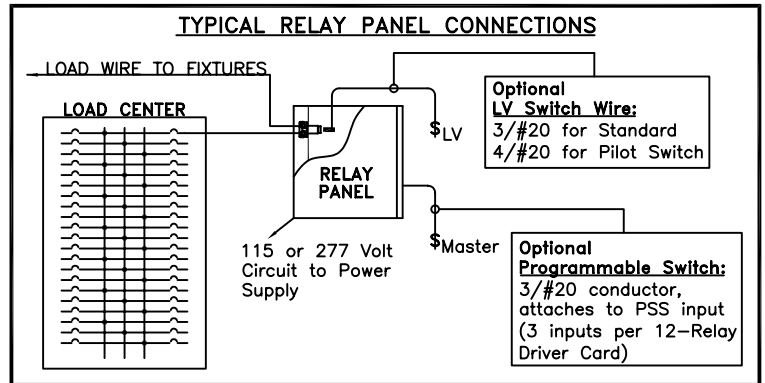 TYPICAL RELAY PANEL CONNECTIONS
LOAD WIRE TO FIXTURES
LOAD CENTER
RELAY
PANEL
115 or 277 Volt
Circuit to Power
Supply
$LV
$Master
Optional
LV Switch Wire:
3/#20 for Standard
4/#20 for Pilot Switch
Optional
Programmable Switch:
3/#20 conductor,
attaches to PSS input
(3 inputs per 12-Relay
Driver Card)